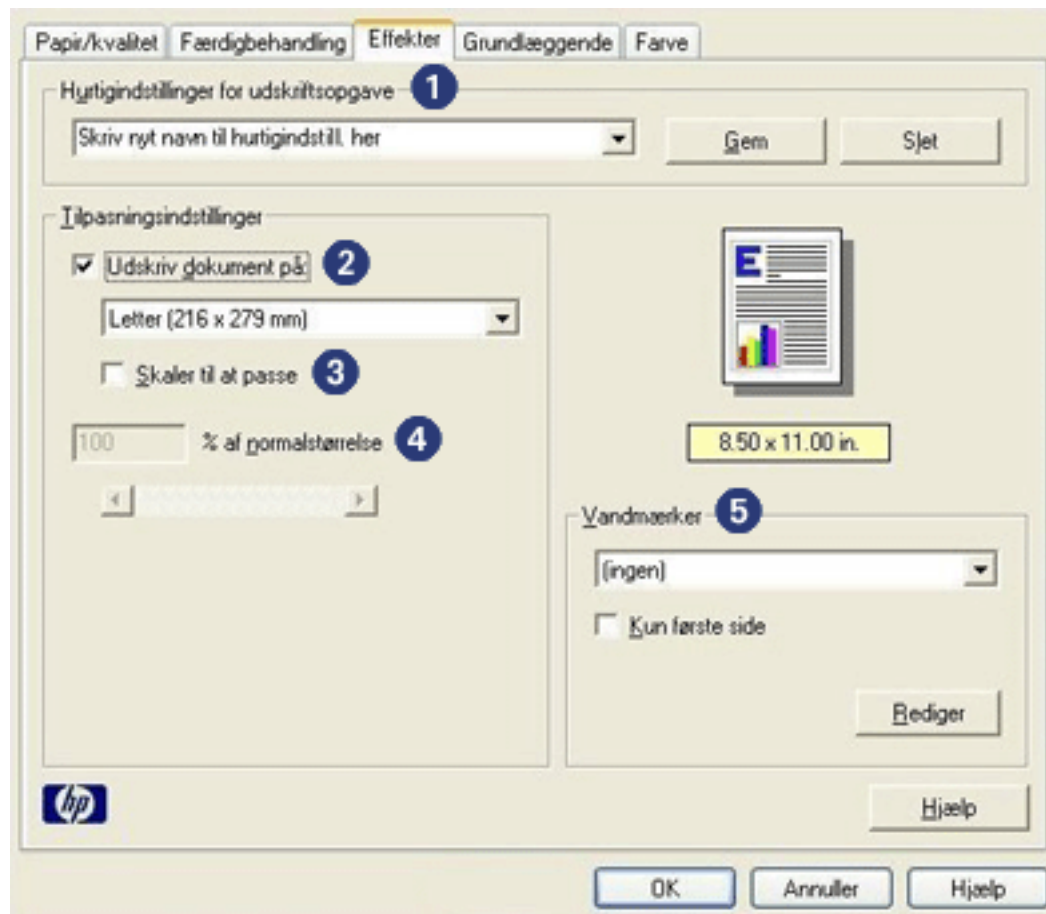 Papir/kvalitet Færdigbehandling Effekter Grundlæggende Farve
Hurtigindstillinger for udskriftsopgave 1
Skriv nyt navn til hurtigindstill. her Gem Slet
Tilpasningsindstillinger
Udskriv dokument på: 2
Letter (216 x 279 mm)
Skaler til at passe 3
100 % af normalstørrelse 4
E
8.50 x 11.00 in.
Vandmærker 5
(ingen)
Kun første side
Rediger
hp
Hjælp
OK Annuller Hjælp